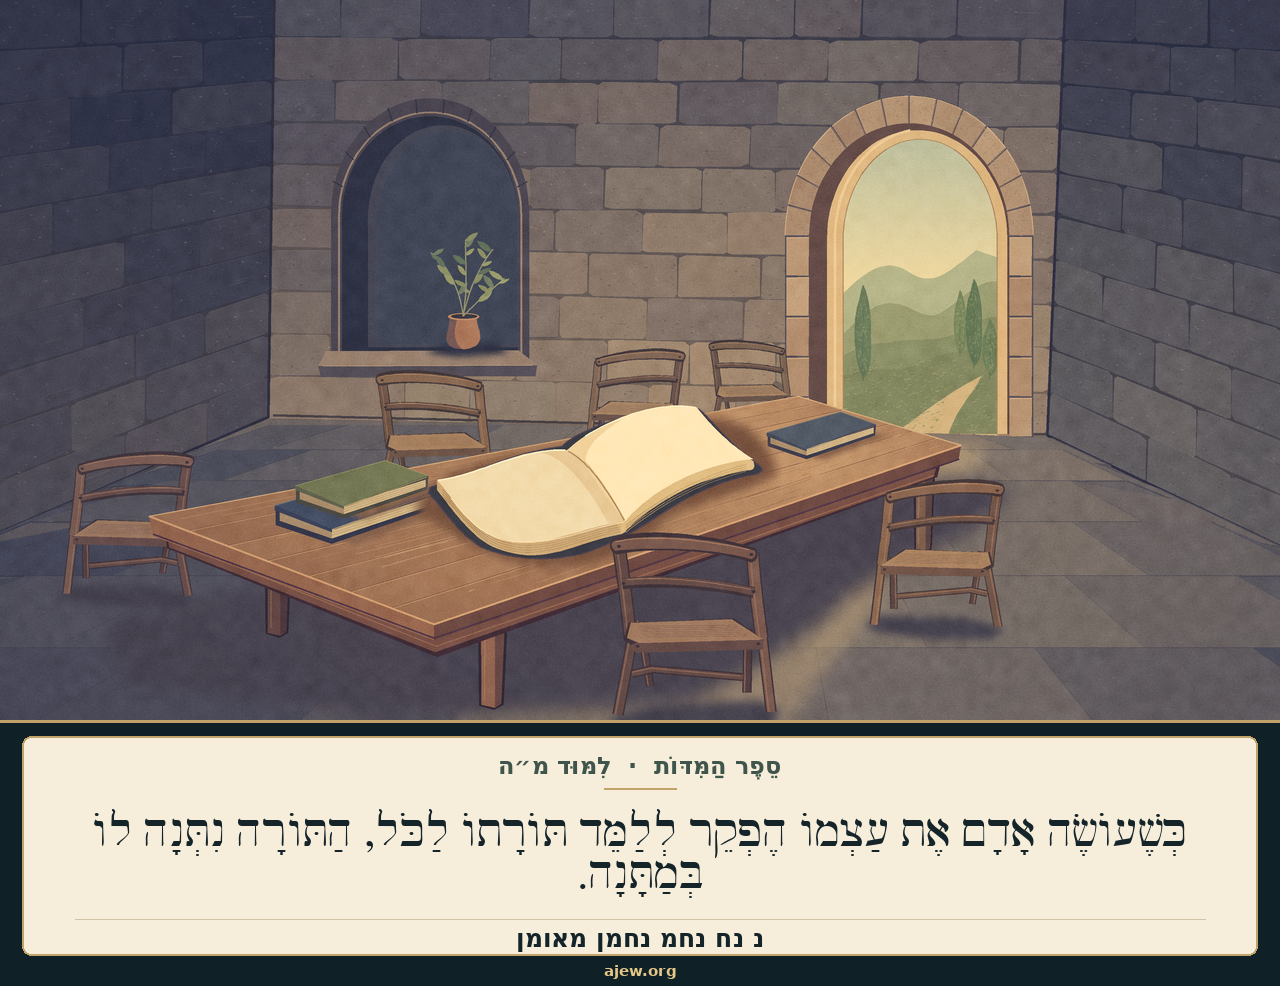 סֵפֶר הַמִּדּוֹת · לִמּוּד מ״ה
כְּשֶׁעוֹשֶׂה אָדָם אֶת עַצְמוֹ הֶפְקֵר לְלַמֵּד תּוֹרָתוֹ לַכֹּל, הַתּוֹרָה נִתְּנָה לוֹ
בְּמַתָּנָה.
נ נח נחמ נחמן מאומן
ajew.org